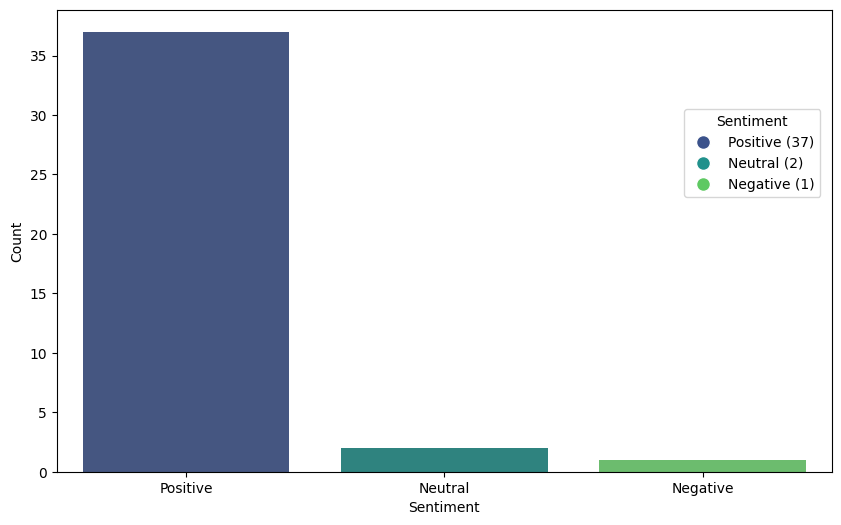 35
30
25
20
15
10
5
0
Count
Sentiment
Positive (37)
Neutral (2)
Negative (1)
Positive
Neutral
Negative
Sentiment